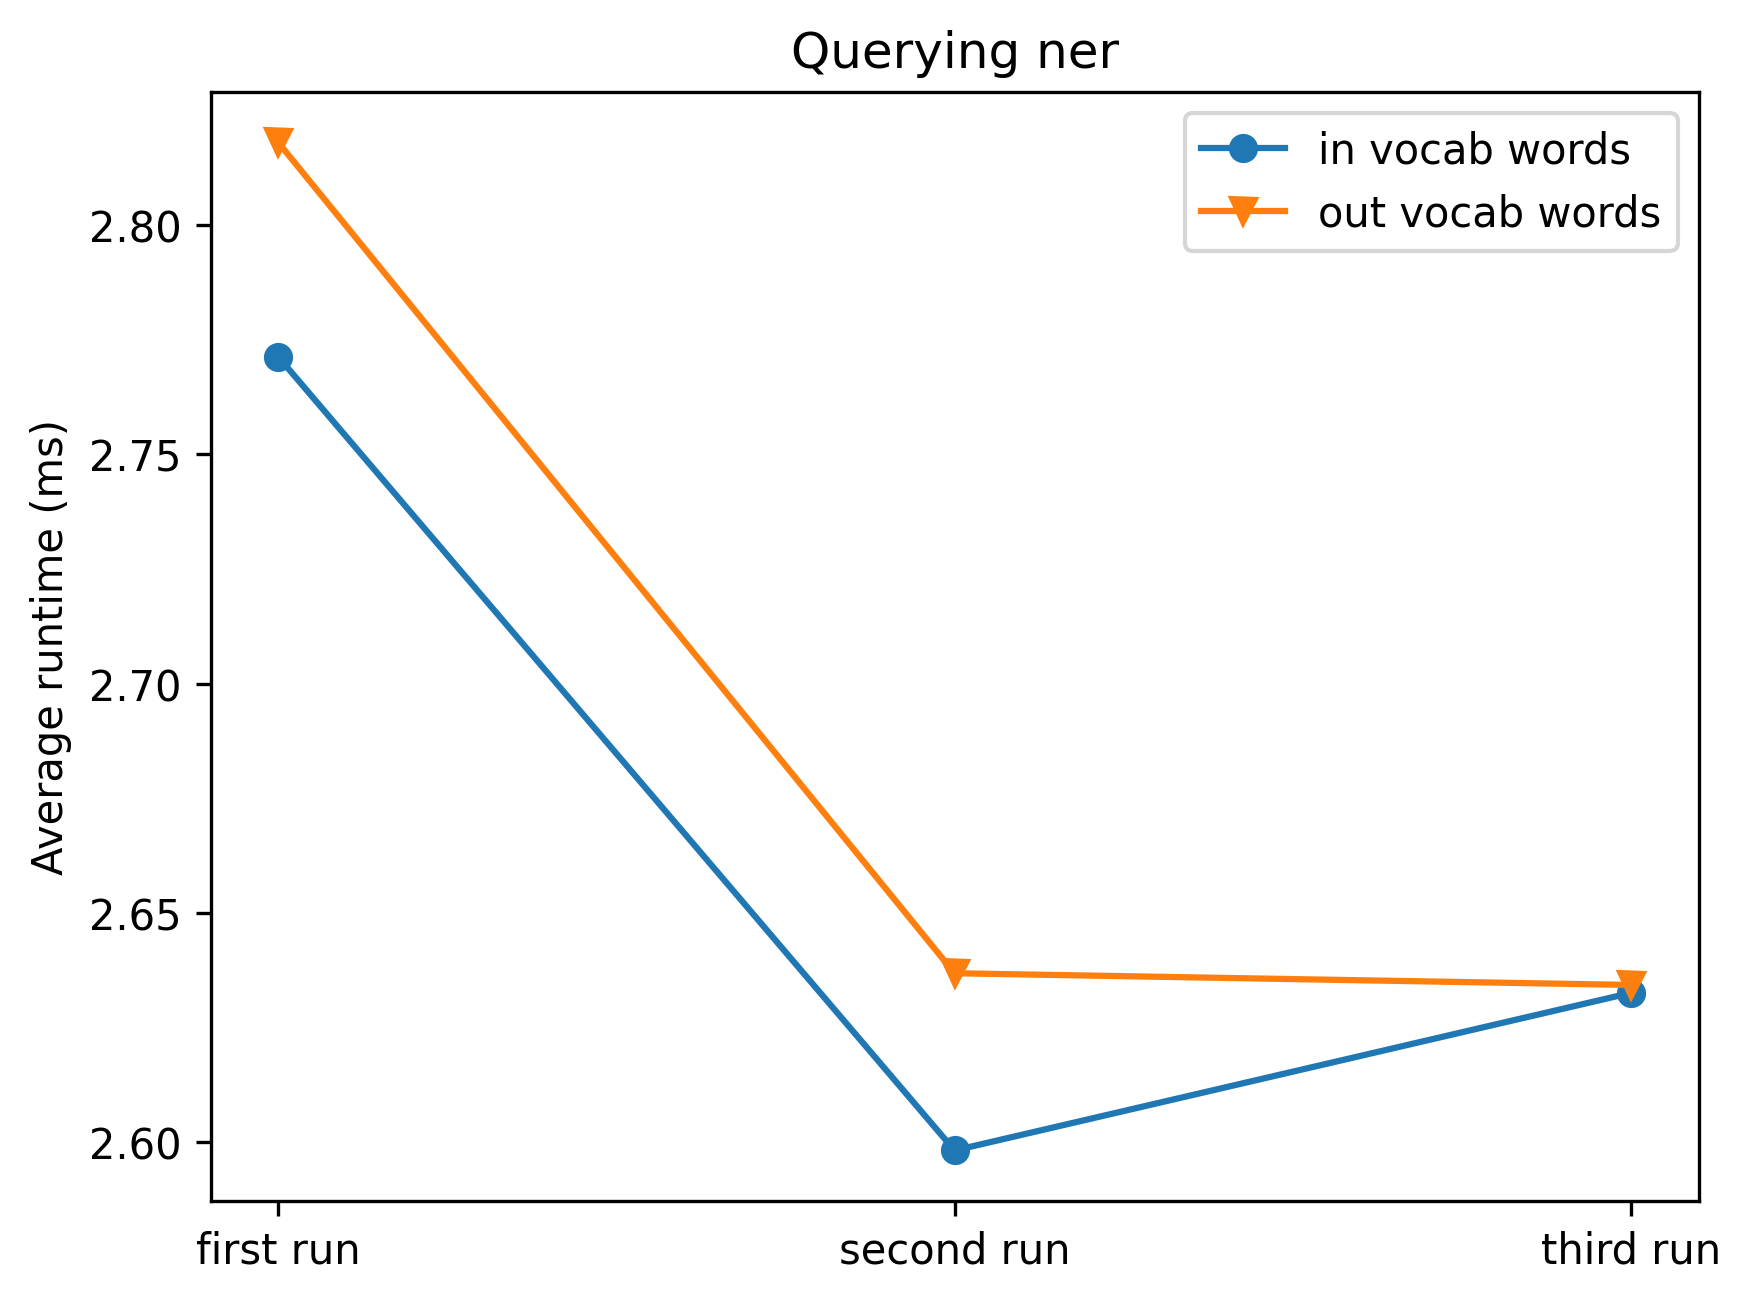 Querying ner
in vocab words
out vocab words
Average runtime (ms)
2.80
2.75
2.70
2.65
2.60
first run
second run
third run